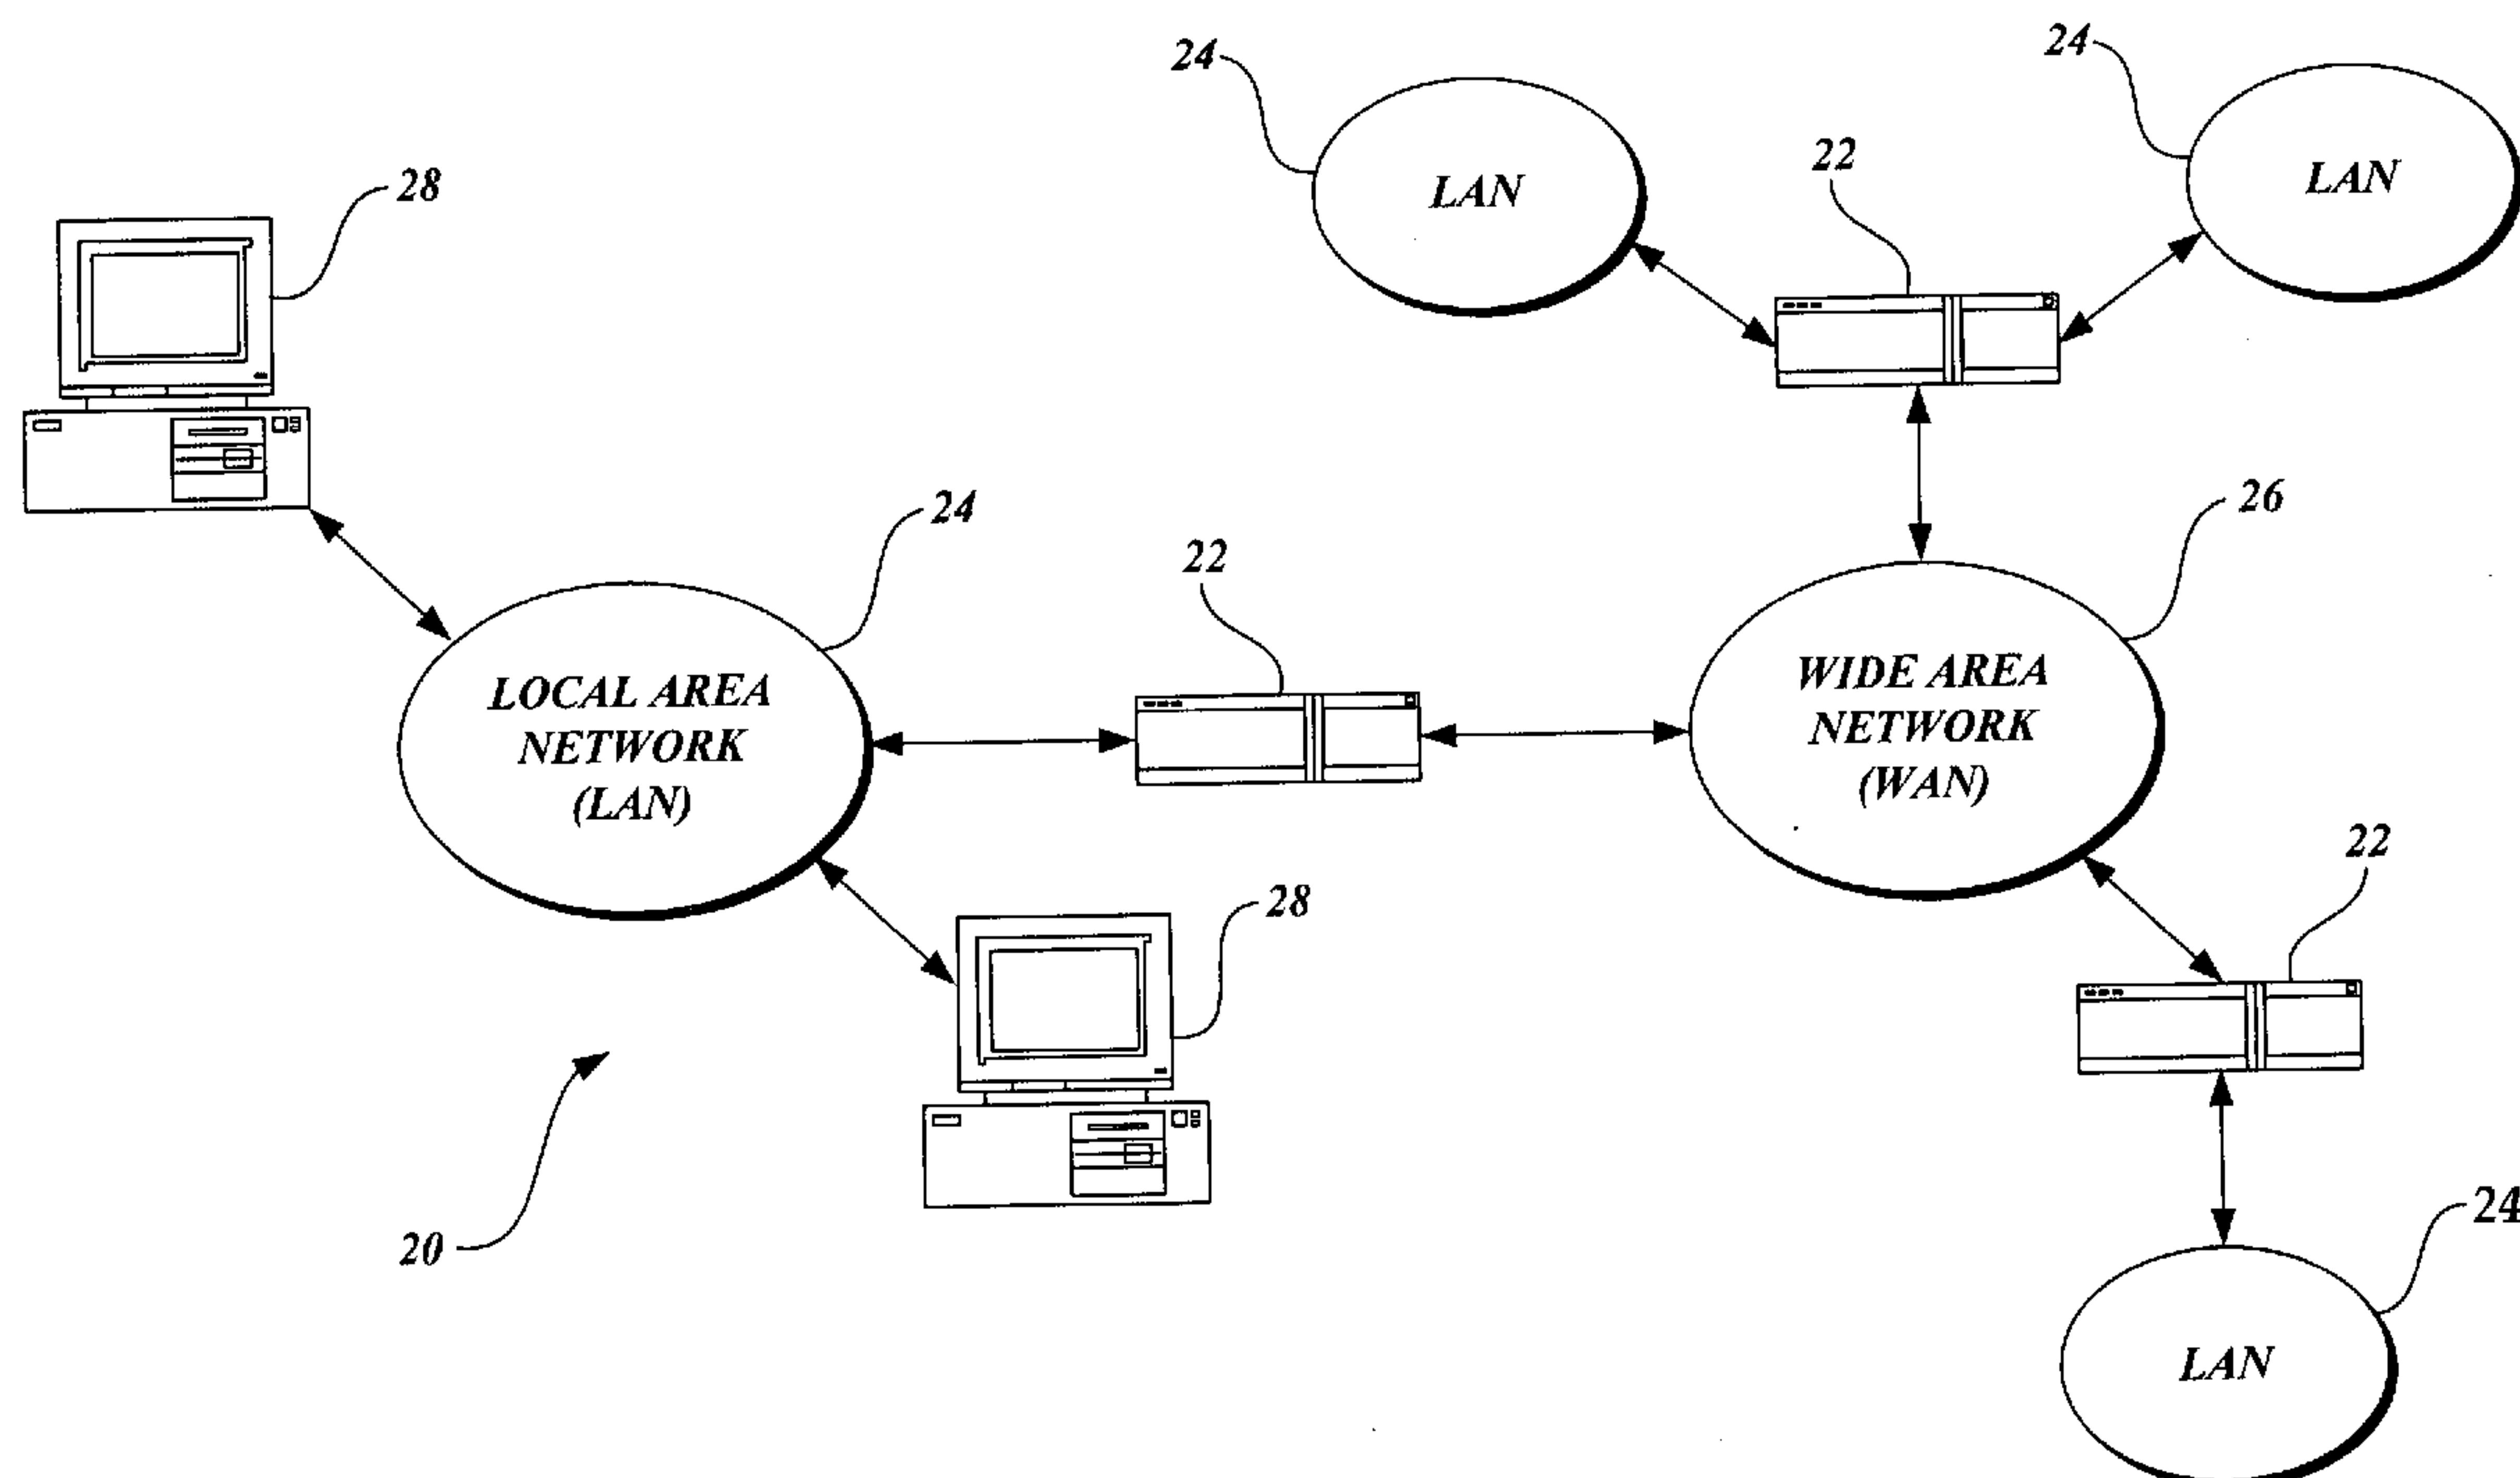 24
24
22
LAN
LAN
28
24
26
22
LOCAL AREA
NETWORK
(LAN)
WIDE AREA
NETWORK
(WAN)
22
28
20
24
LAN